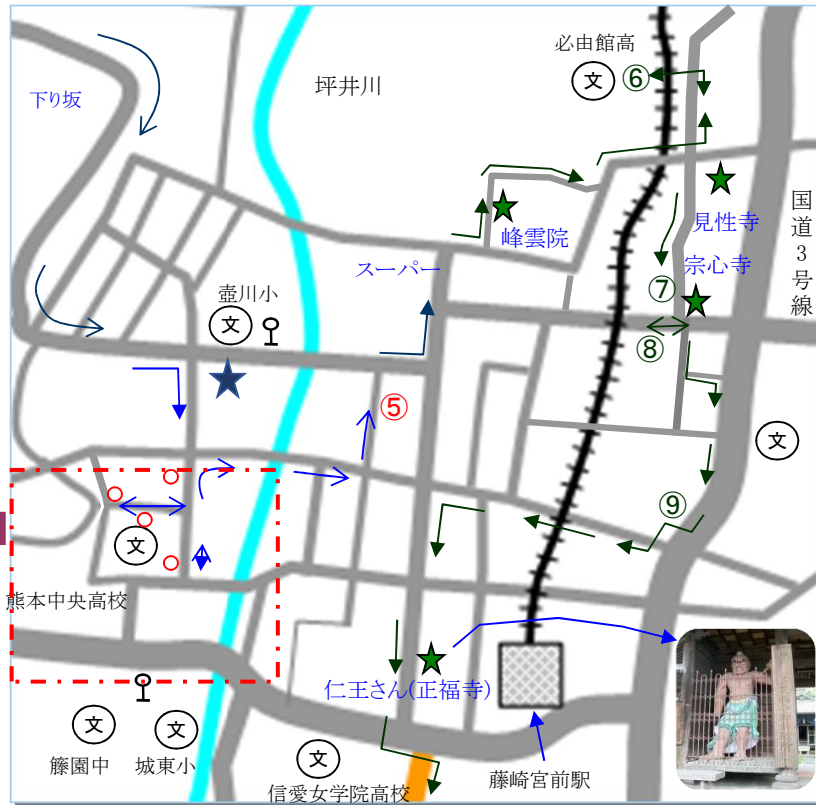 必由館高
文
⑥
坪井川
下り坂
国道3号線
見性寺
峰雲院
宗心寺
スーパー
壺川小
文
⑦
⑧
⑤
文
⑨
文
熊本中央高校
仁王さん(正福寺)
文
籐園中
文
城東小
文
信愛女学院高校
藤崎宮前駅